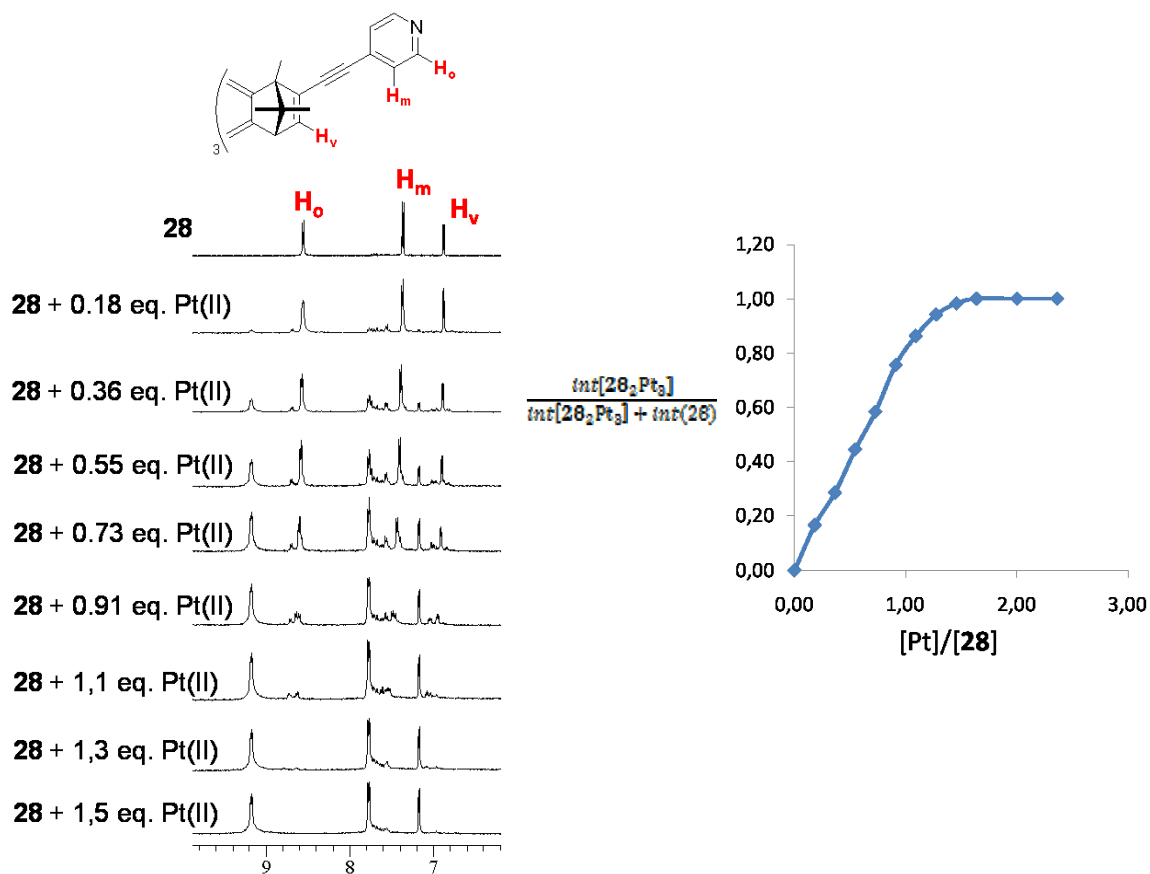 N
Ho
Hm
Hv
3
Ho
Hm
Hv
28
28 + 0.18 eq. Pt(II)
28 + 0.36 eq. Pt(II)
28 + 0.55 eq. Pt(II)
28 + 0.73 eq. Pt(II)
28 + 0.91 eq. Pt(II)
28 + 1,1 eq. Pt(II)
28 + 1,3 eq. Pt(II)
28 + 1,5 eq. Pt(II)
9 8 7
int[28₂Pt₃]
int[28₂Pt₃] + int(28)
1,20
1,00
0,80
0,60
0,40
0,20
0,00
0,00 1,00 2,00 3,00
[Pt]/[28]